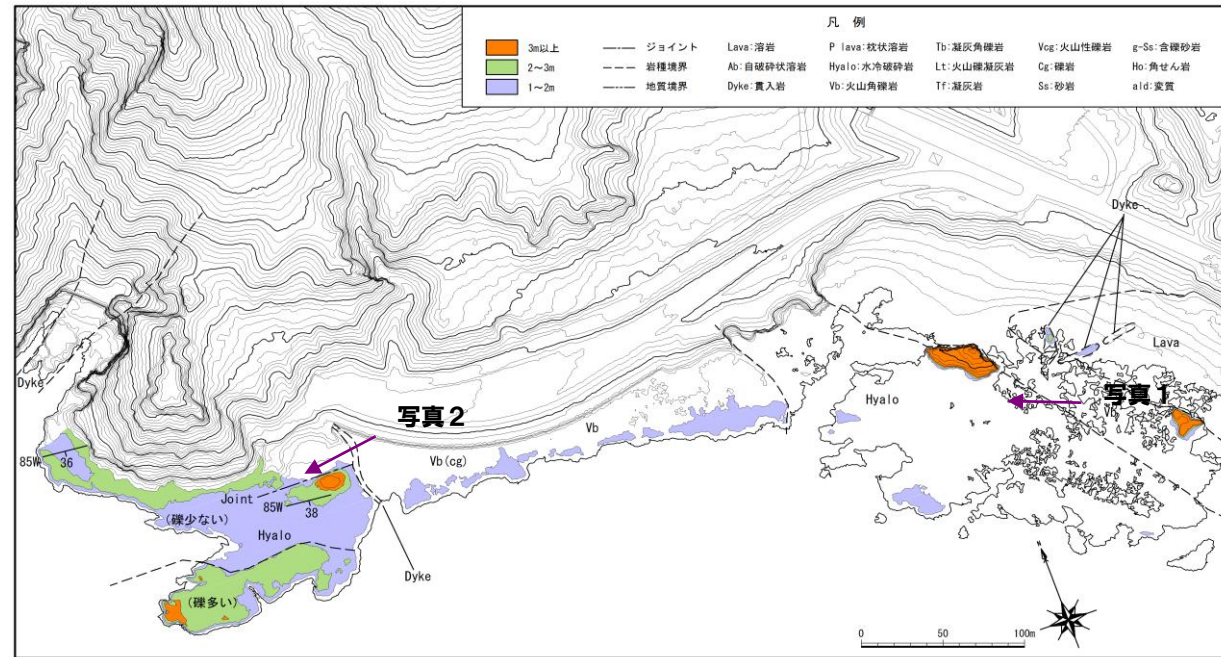 凡 例
3m以上
2～3m
1～2m
ジョイント
岩種境界
地質境界
Lava:溶岩
Ab:自破砕状溶岩
Dyke:貫入岩
P lava:枕状溶岩
Hyalo:水冷破砕岩
Vb:火山角礫岩
Tb:凝灰角礫岩
Lt:火山礫凝灰岩
Tf:凝灰岩
Vcg:火山性礫岩
Cg:礫岩
Ss:砂岩
g-Ss:含礫砂岩
Ho:角せん岩
ald:変質
Dyke
Lava
Dyke
Hyalo
写真1
Vb
写真2
Vb
Vb(cg)
85W
36
Joint
85W
38
(礫少ない)
Hyalo
Dyke
(礫多い)
N
0 50 100m